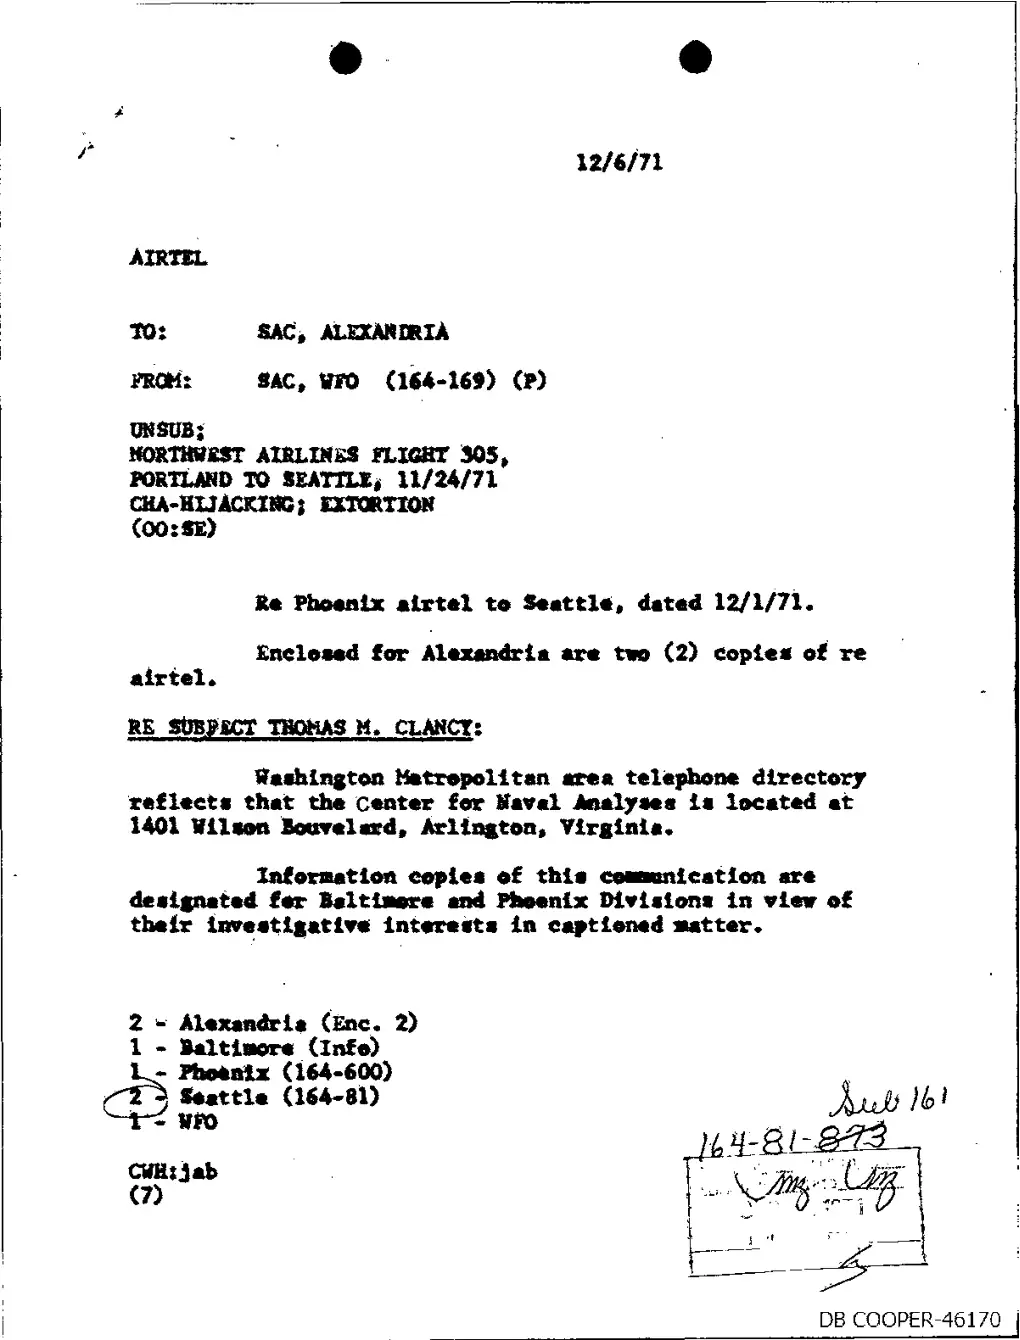 12/6/71
AIRTEL
TO: SAC, ALEXANDRIA
FROM: SAC, WFO (164-169) (P)
UNSUB;
NORTHWEST AIRLINES FLIGHT 305,
PORTLAND TO SEATTLE, 11/24/71
CHA-HIJACKING; EXTORTION
(OO:SE)
Re Phoenix airtel to Seattle, dated 12/1/71.
Enclosed for Alexandria are two (2) copies of re
airtel.
RE SUBJECT THOMAS M. CLANCY:
Washington Metropolitan area telephone directory
reflects that the Center for Naval Analyses is located at
1401 Wilson Bouvelard, Arlington, Virginia.
Information copies of this communication are
designated for Baltimore and Phoenix Divisions in view of
their investigative interests in captioned matter.
2 - Alexandria (Enc. 2)
1 - Baltimore (Info)
1 - Phoenix (164-600)
2 - Seattle (164-81)
1 - WFO
Sub 161
164-81-873
CWH:jab
(7)
DB COOPER-46170